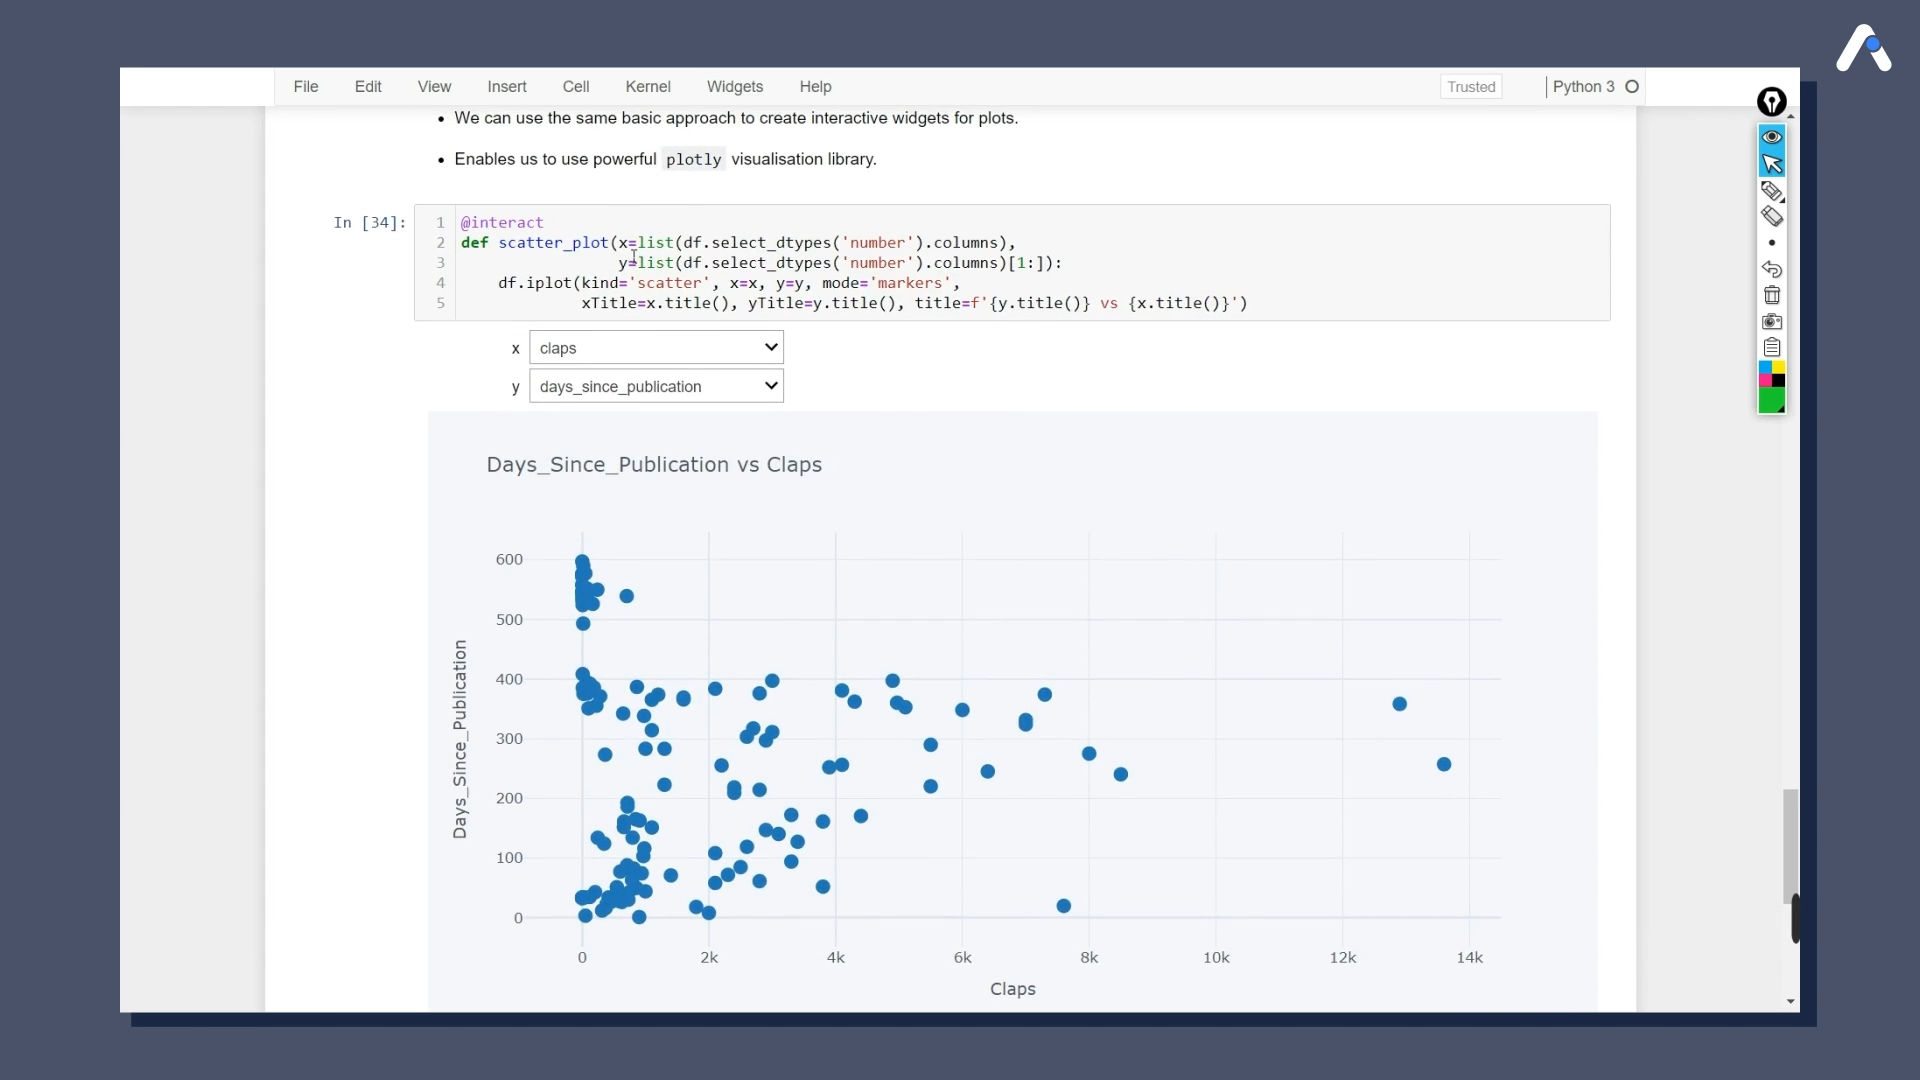 File Edit View Insert Cell Kernel Widgets Help Trusted Python 3
• We can use the same basic approach to create interactive widgets for plots.
• Enables us to use powerful plotly visualisation library.
In [34]:
1 @interact
2 def scatter_plot(x=list(df.select_dtypes('number').columns),
3 y=list(df.select_dtypes('number').columns)[1:]):
4 df.iplot(kind='scatter', x=x, y=y, mode='markers',
5 xTitle=x.title(), yTitle=y.title(), title=f'{y.title()} vs {x.title()}')
x claps
y days_since_publication
Days_Since_Publication vs Claps
600
500
400
300
200
100
0
Days_Since_Publication
0 2k 4k 6k 8k 10k 12k 14k
Claps